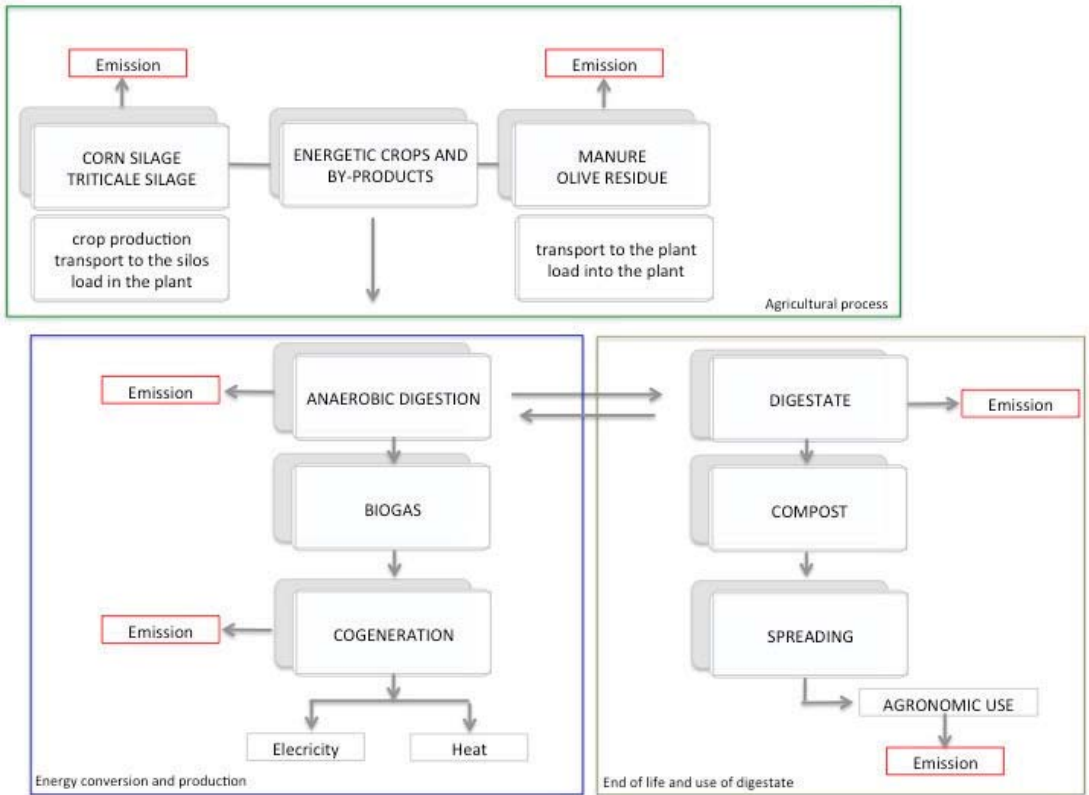 Emission
Emission
CORN SILAGE
TRITICALE SILAGE
ENERGETIC CROPS AND
BY-PRODUCTS
MANURE
OLIVE RESIDUE
crop production
transport to the silos
load in the plant
transport to the plant
load into the plant
Agricultural process
Emission
ANAEROBIC DIGESTION
BIOGAS
Emission
COGENERATION
Elecricity
Heat
Energy conversion and production
DIGESTATE
Emission
COMPOST
SPREADING
AGRONOMIC USE
Emission
End of life and use of digestate